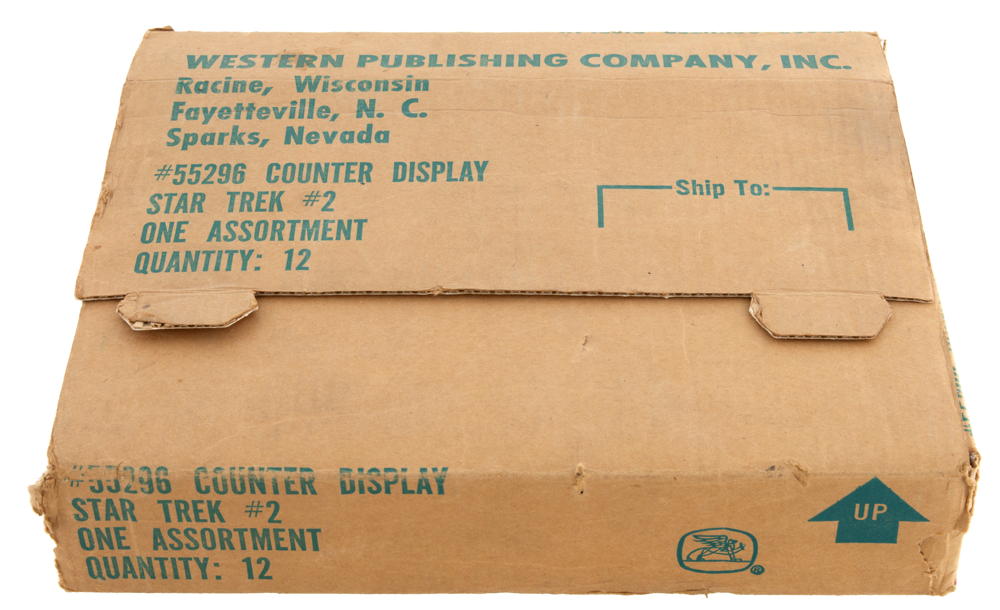 WESTERN PUBLISHING COMPANY, INC.
Racine, Wisconsin
Fayetteville, N. C.
Sparks, Nevada
#55296 COUNTER DISPLAY
STAR TREK #2
ONE ASSORTMENT
QUANTITY: 12
Ship To:
#55296 COUNTER DISPLAY
STAR TREK #2
ONE ASSORTMENT
QUANTITY: 12
UP
®